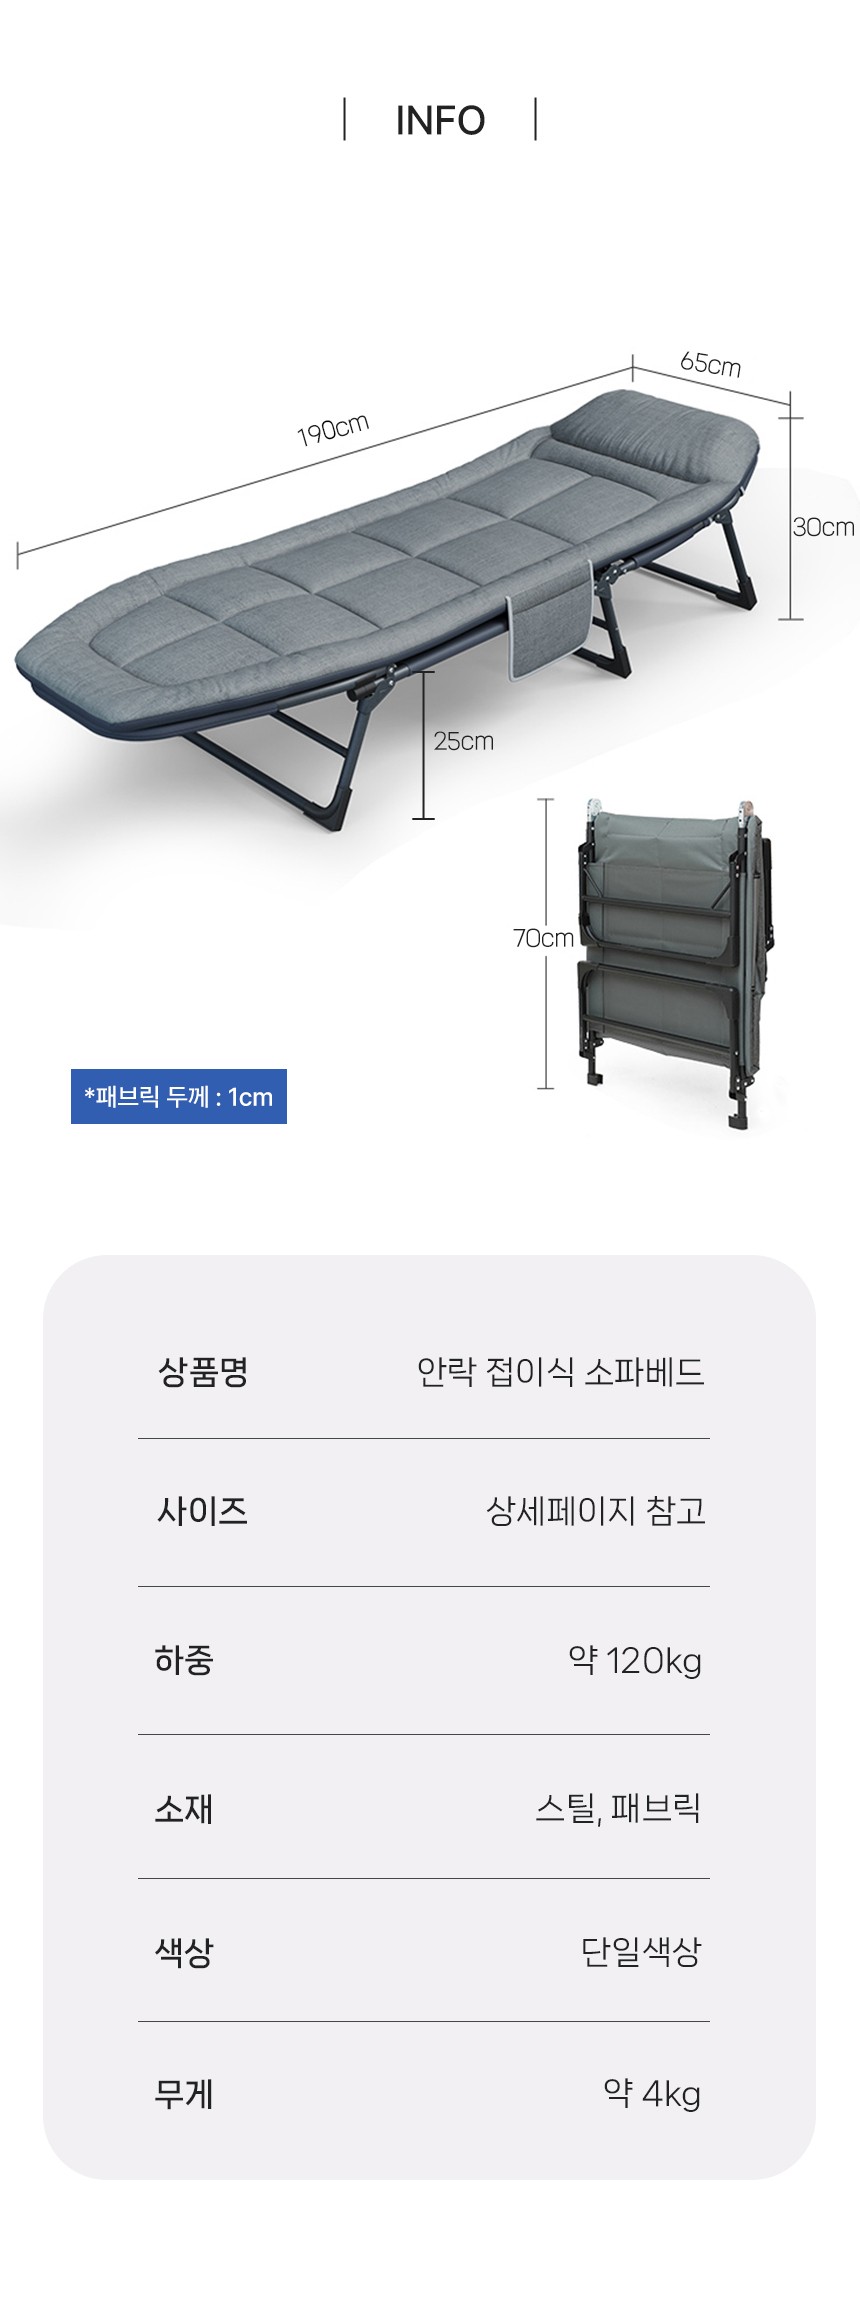 INFO
65cm
190cm
30cm
25cm
70cm
*패브릭 두께 : 1cm
상품명 안락 접이식 소파베드
사이즈 상세페이지 참고
하중 약 120kg
소재 스틸, 패브릭
색상 단일색상
무게 약 4kg